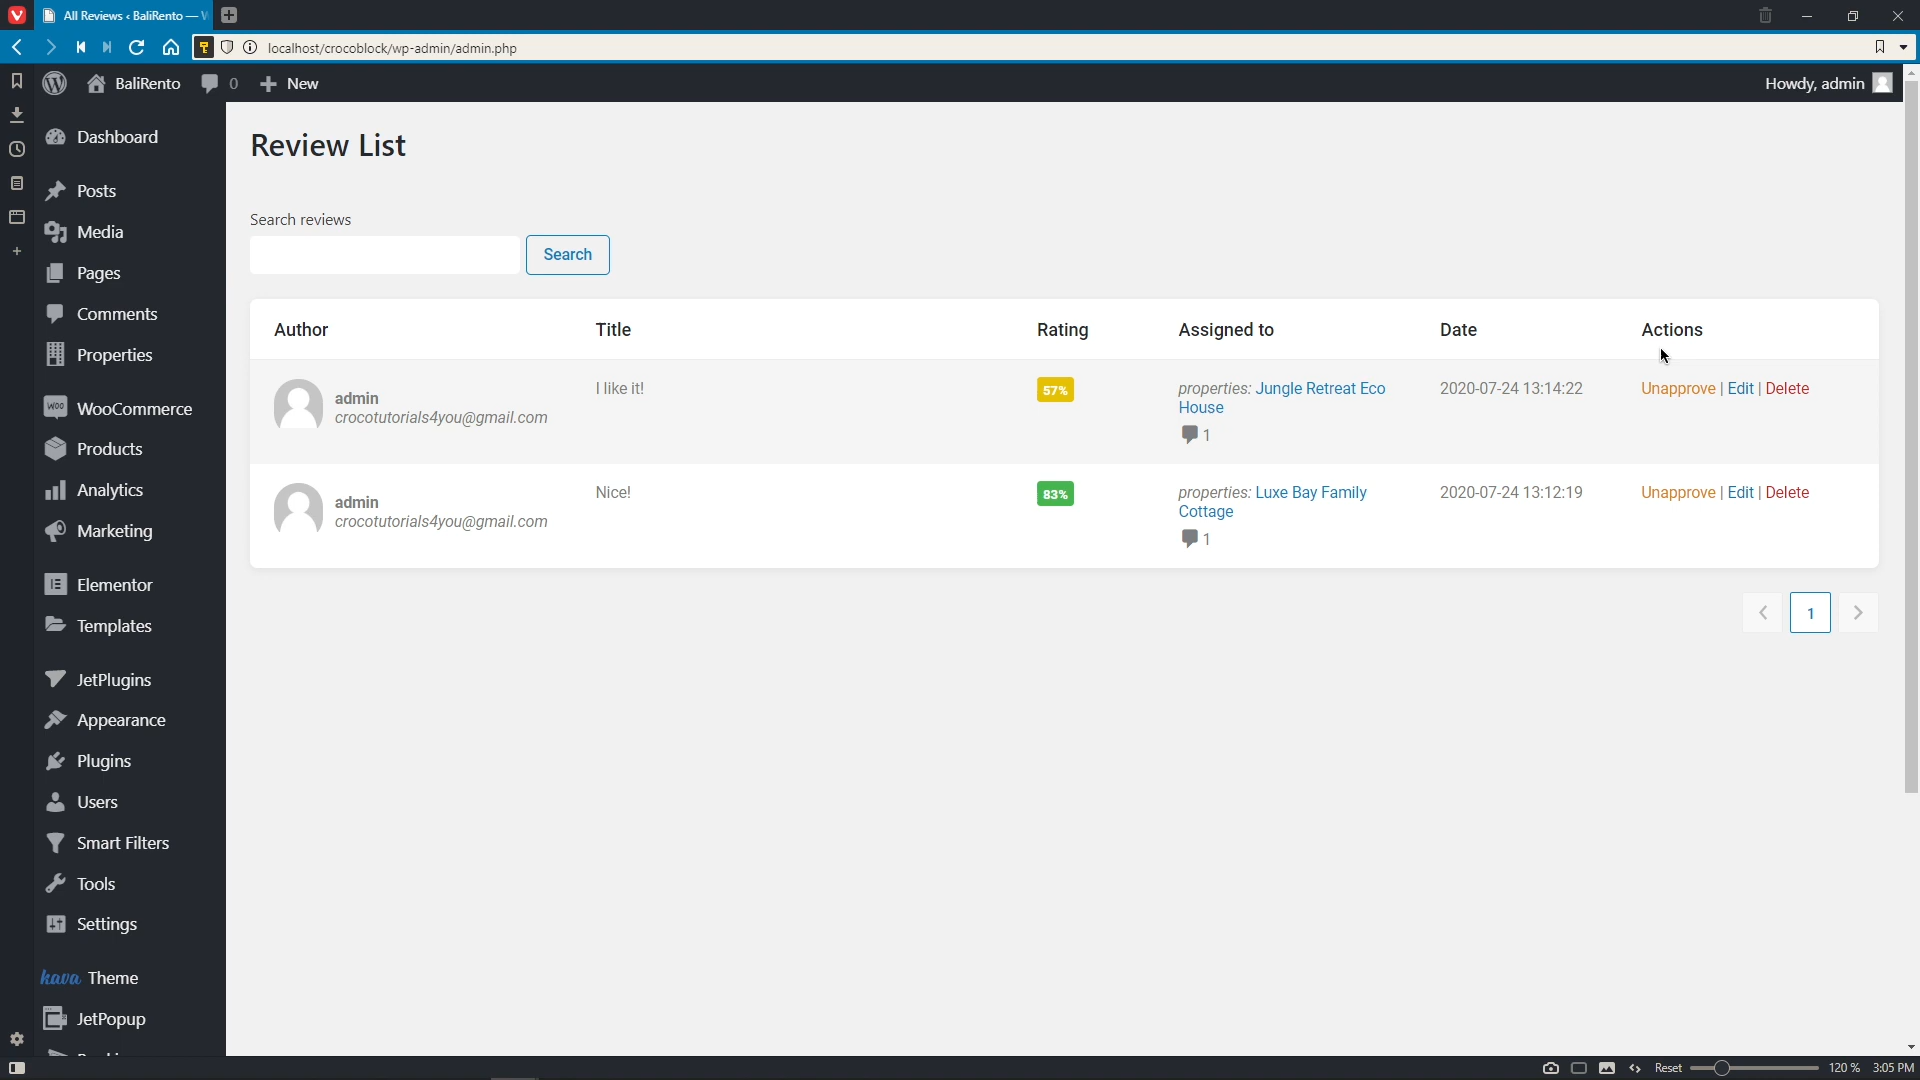 All Reviews ‹ BaliRento —
localhost/crocoblock/wp-admin/admin.php
BaliRento 0 New
Howdy, admin
Dashboard
Posts
Media
Pages
Comments
Properties
WooCommerce
Products
Analytics
Marketing
Elementor
Templates
JetPlugins
Appearance
Plugins
Users
Smart Filters
Tools
Settings
kava Theme
JetPopup
Review List
Search reviews
Search
Author Title Rating Assigned to Date Actions
admin
crocotutorials4you@gmail.com
I like it!
57%
properties: Jungle Retreat Eco
House
1
2020-07-24 13:14:22
Unapprove | Edit | Delete
admin
crocotutorials4you@gmail.com
Nice!
83%
properties: Luxe Bay Family
Cottage
1
2020-07-24 13:12:19
Unapprove | Edit | Delete
1
Reset 120 % 3:05 PM